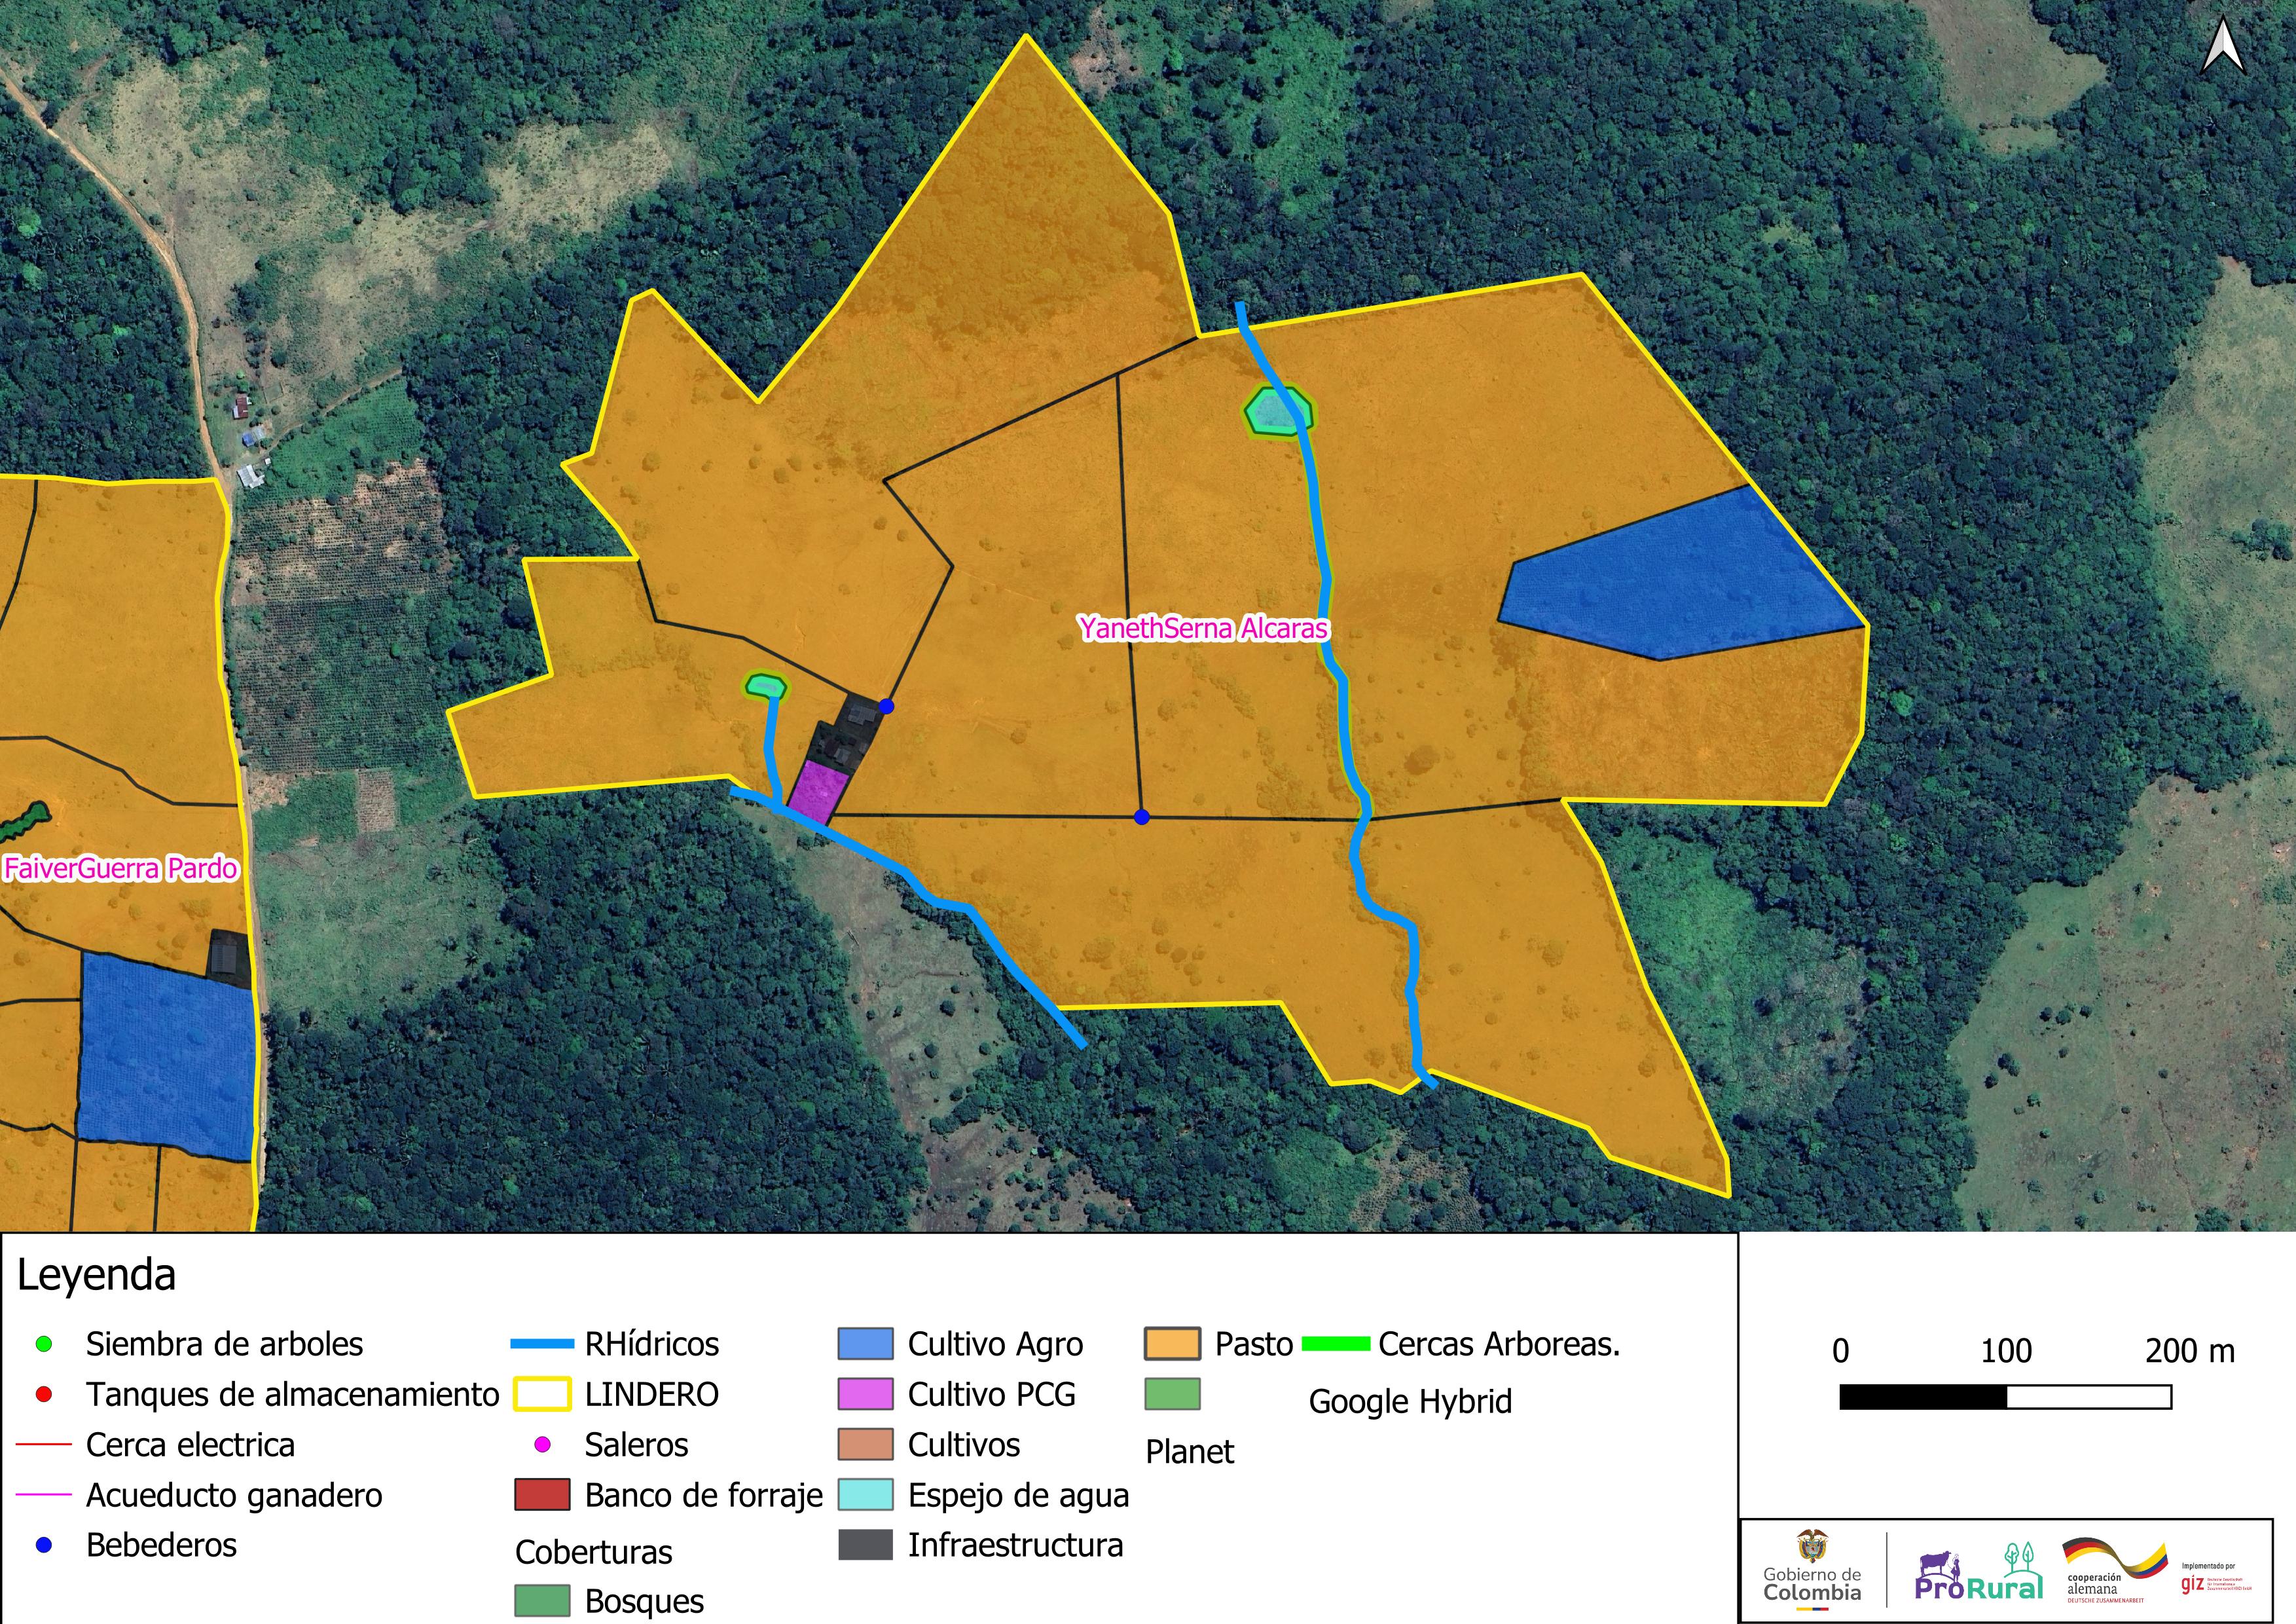 YanethSerna Alcaras
FaiverGuerra Pardo
Leyenda
Siembra de arboles
Tanques de almacenamiento
Cerca electrica
Acueducto ganadero
Bebederos
RHídricos
LINDERO
Saleros
Banco de forraje
Coberturas
Bosques
Cultivo Agro
Cultivo PCG
Cultivos
Espejo de agua
Infraestructura
Pasto
Planet
Cercas Arboreas.
Google Hybrid
0 100 200 m
Gobierno de
Colombia
ProRural
cooperación
alemana
DEUTSCHE ZUSAMMENARBEIT
Implementado por
giz